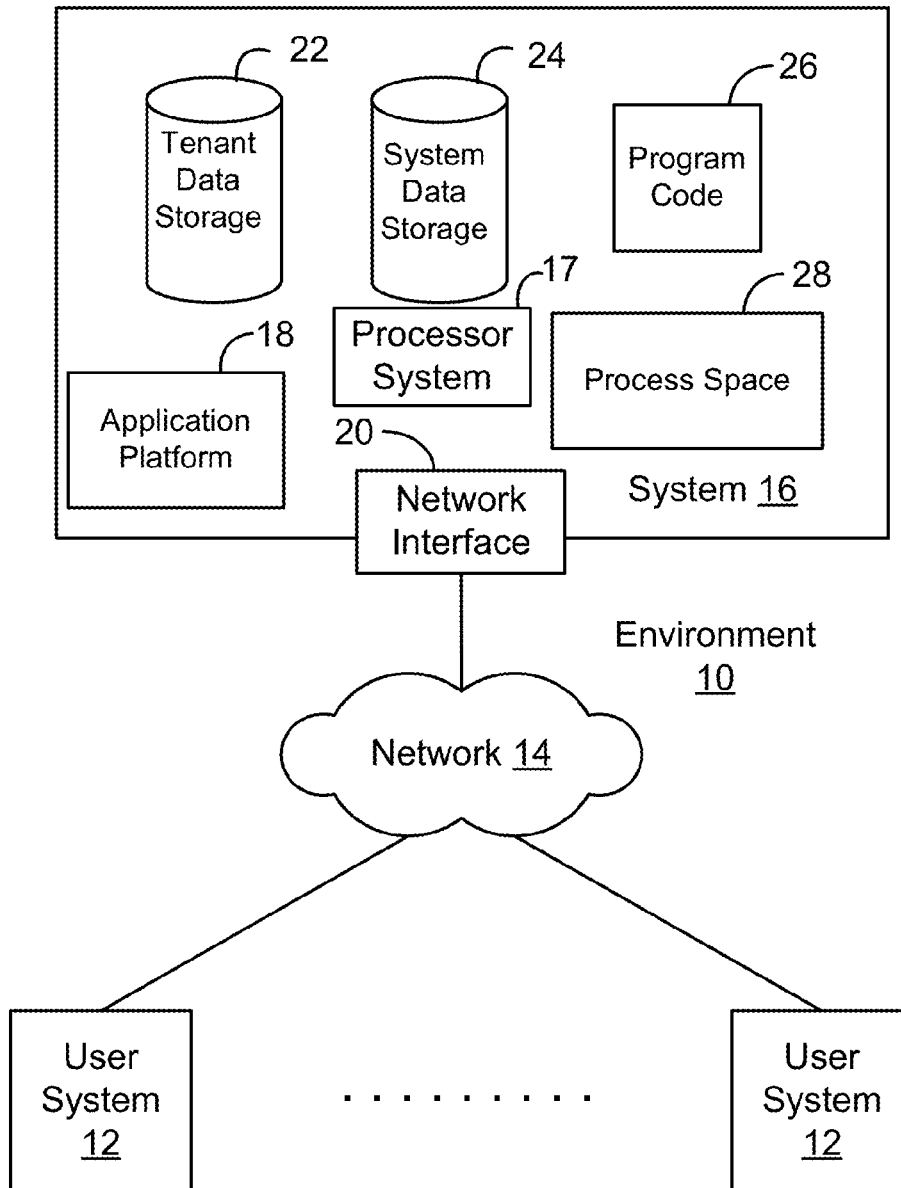 22
24
26
Tenant
Data
Storage
System
Data
Storage
Program
Code
17
28
18
Processor
System
Process Space
Application
Platform
20
Network
Interface
System 16
Environment
10
Network 14
User
System
12
. . . . . . . . .
User
System
12